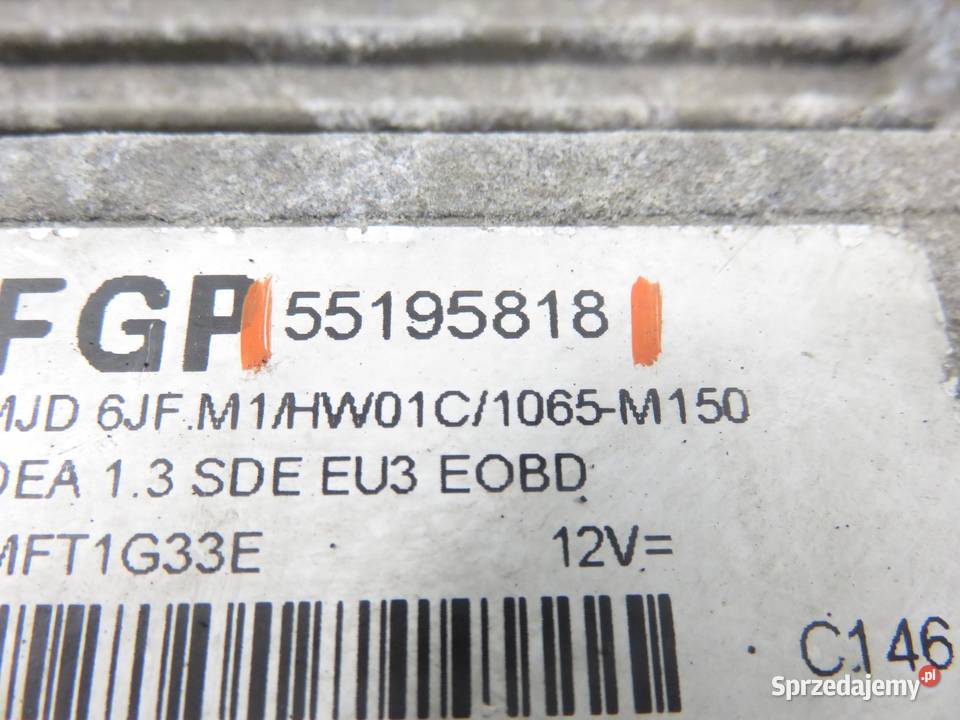 FGP 55195818
MJD 6JF.M1/HW01C/1065-M150
DEA 1.3 SDE EU3 EOBD
MFT1G33E 12V=
C146
Sprzedajemy.pl